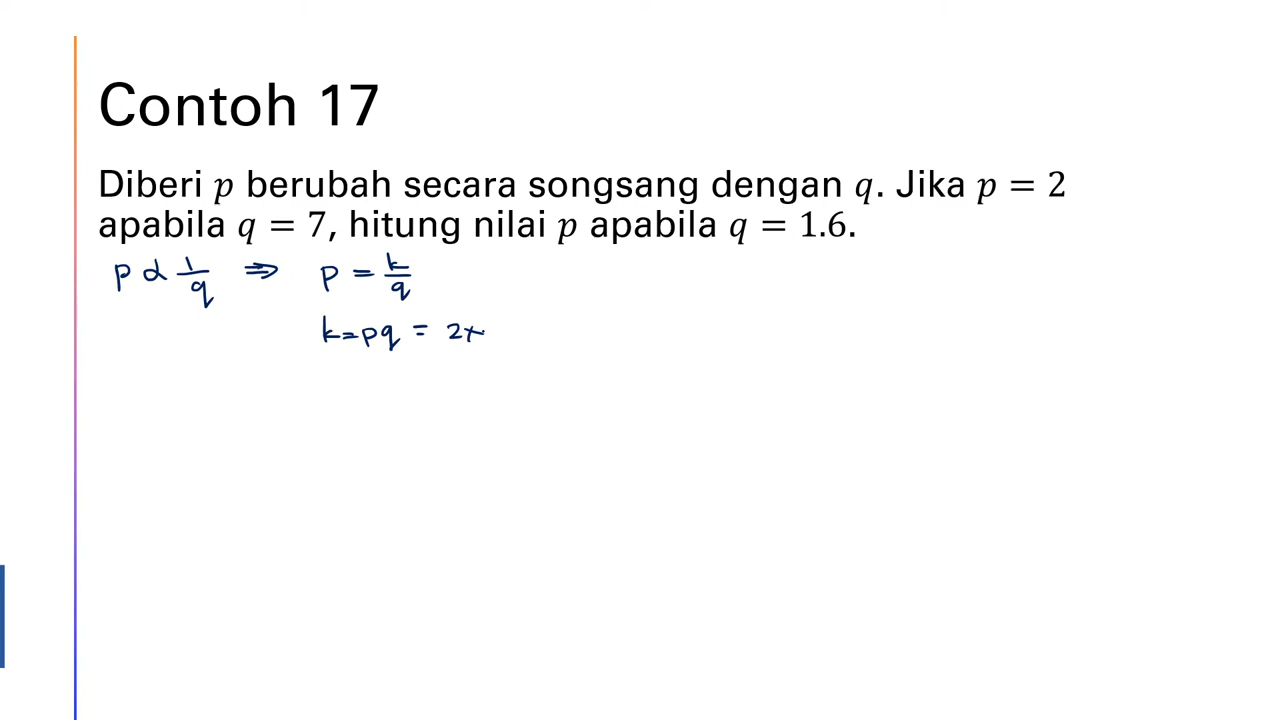 Contoh 17
Diberi p berubah secara songsang dengan q. Jika p = 2
apabila q = 7, hitung nilai p apabila q = 1.6.
p ∝ 1/q ⇒ p = k/q
k = pq = 2×